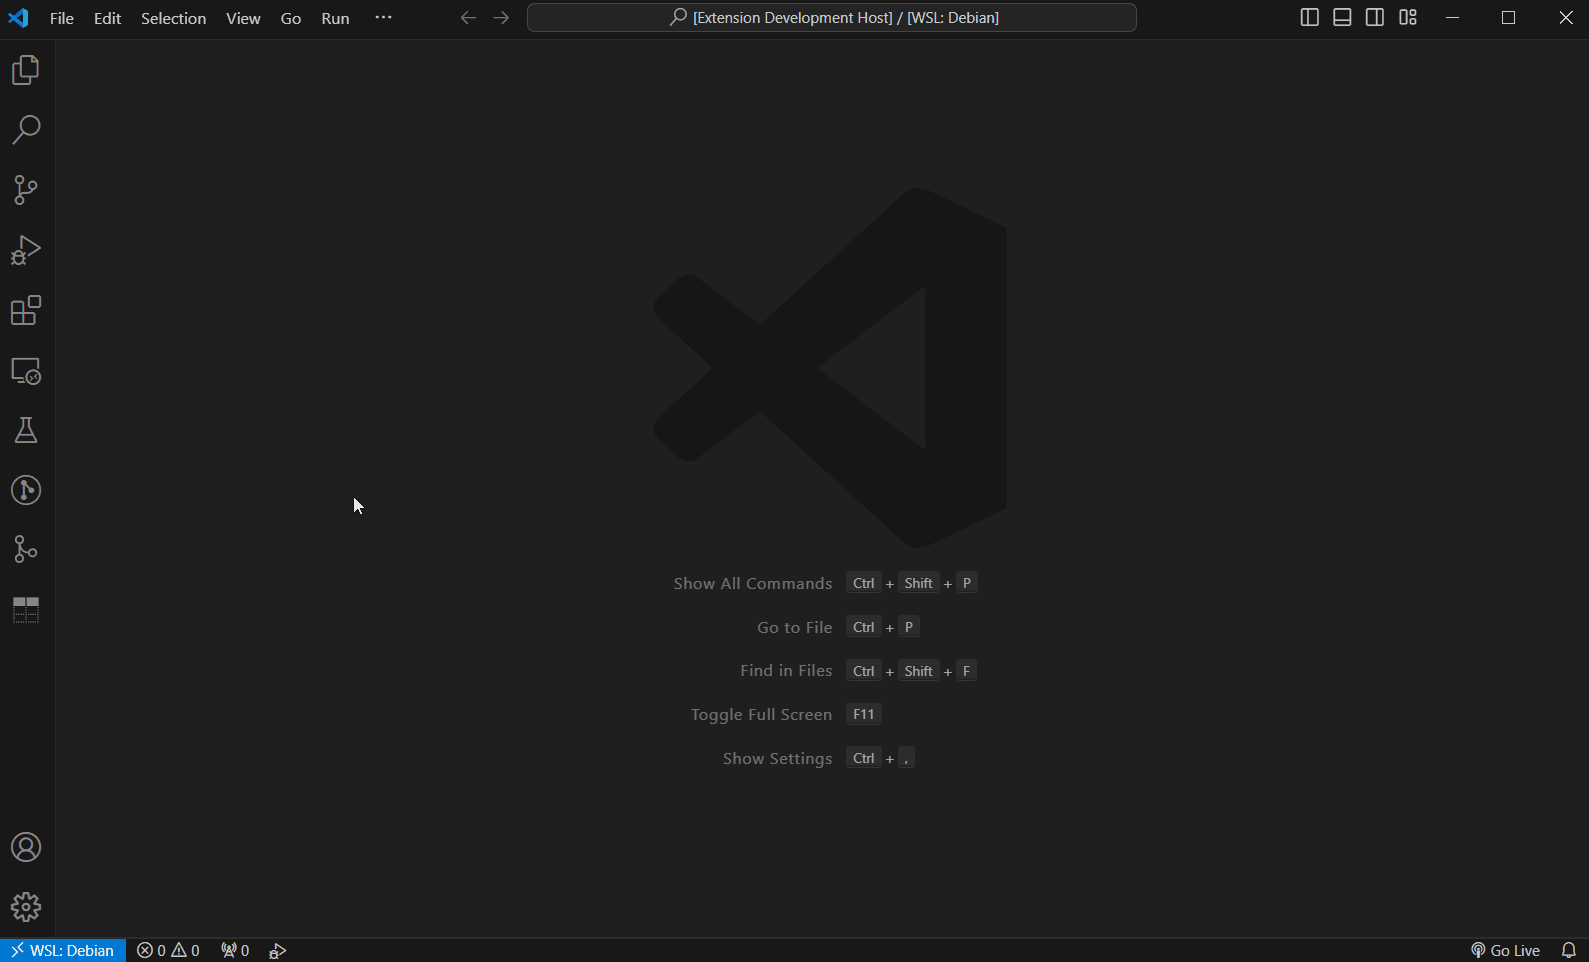 File Edit Selection View Go Run ··· [Extension Development Host] / [WSL: Debian]
Show All Commands Ctrl + Shift + P
Go to File Ctrl + P
Find in Files Ctrl + Shift + F
Toggle Full Screen F11
Show Settings Ctrl + ,
WSL: Debian 0 0 0 Go Live